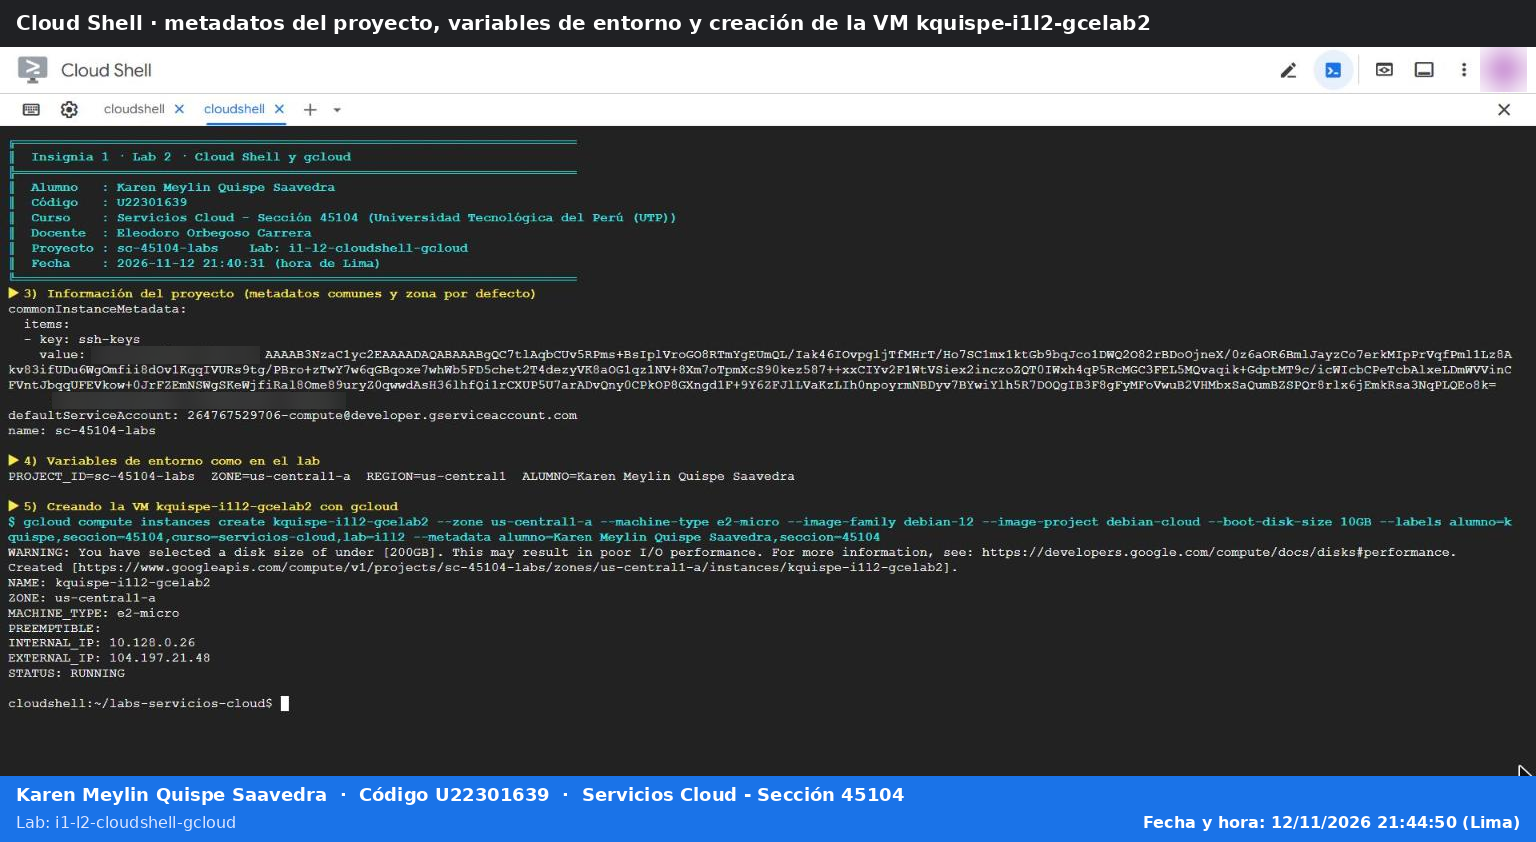 Cloud Shell · metadatos del proyecto, variables de entorno y creación de la VM kquispe-i1l2-gcelab2
Cloud Shell
cloudshell
cloudshell
Insignia 1 · Lab 2 · Cloud Shell y gcloud
Alumno : Karen Meylin Quispe Saavedra
Código : U22301639
Curso : Servicios Cloud - Sección 45104 (Universidad Tecnológica del Perú (UTP))
Docente : Eleodoro Orbegoso Carrera
Proyecto : sc-45104-labs Lab: i1-l2-cloudshell-gcloud
Fecha : 2026-11-12 21:40:31 (hora de Lima)
▶ 3) Información del proyecto (metadatos comunes y zona por defecto)
commonInstanceMetadata:
items:
- key: ssh-keys
value:
defaultServiceAccount: 264767529706-compute@developer.gserviceaccount.com
name: sc-45104-labs
▶ 4) Variables de entorno como en el lab
PROJECT_ID=sc-45104-labs ZONE=us-central1-a REGION=us-central1 ALUMNO=Karen Meylin Quispe Saavedra
▶ 5) Creando la VM kquispe-i1l2-gcelab2 con gcloud
$ gcloud compute instances create kquispe-i1l2-gcelab2 --zone us-central1-a --machine-type e2-micro --image-family debian-12 --image-project debian-cloud --boot-disk-size 10GB --labels alumno=k
quispe,seccion=45104,curso=servicios-cloud,lab=i1l2 --metadata alumno=Karen Meylin Quispe Saavedra,seccion=45104
WARNING: You have selected a disk size of under [200GB]. This may result in poor I/O performance. For more information, see: https://developers.google.com/compute/docs/disks#performance.
Created [https://www.googleapis.com/compute/v1/projects/sc-45104-labs/zones/us-central1-a/instances/kquispe-i1l2-gcelab2].
NAME: kquispe-i1l2-gcelab2
ZONE: us-central1-a
MACHINE_TYPE: e2-micro
PREEMPTIBLE:
INTERNAL_IP: 10.128.0.26
EXTERNAL_IP: 104.197.21.48
STATUS: RUNNING
cloudshell:~/labs-servicios-cloud$
Karen Meylin Quispe Saavedra · Código U22301639 · Servicios Cloud - Sección 45104
Lab: i1-l2-cloudshell-gcloud
Fecha y hora: 12/11/2026 21:44:50 (Lima)